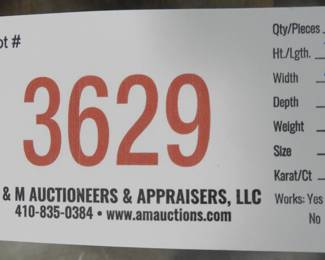 ot #
3629
& M AUCTIONEERS & APPRAISERS, LLC
410-835-0384 • www.amauctions.com
Qty/Pieces
Ht./Lgth.
Width
Depth
Weight
Size
Karat/Ct
Works: Yes
No